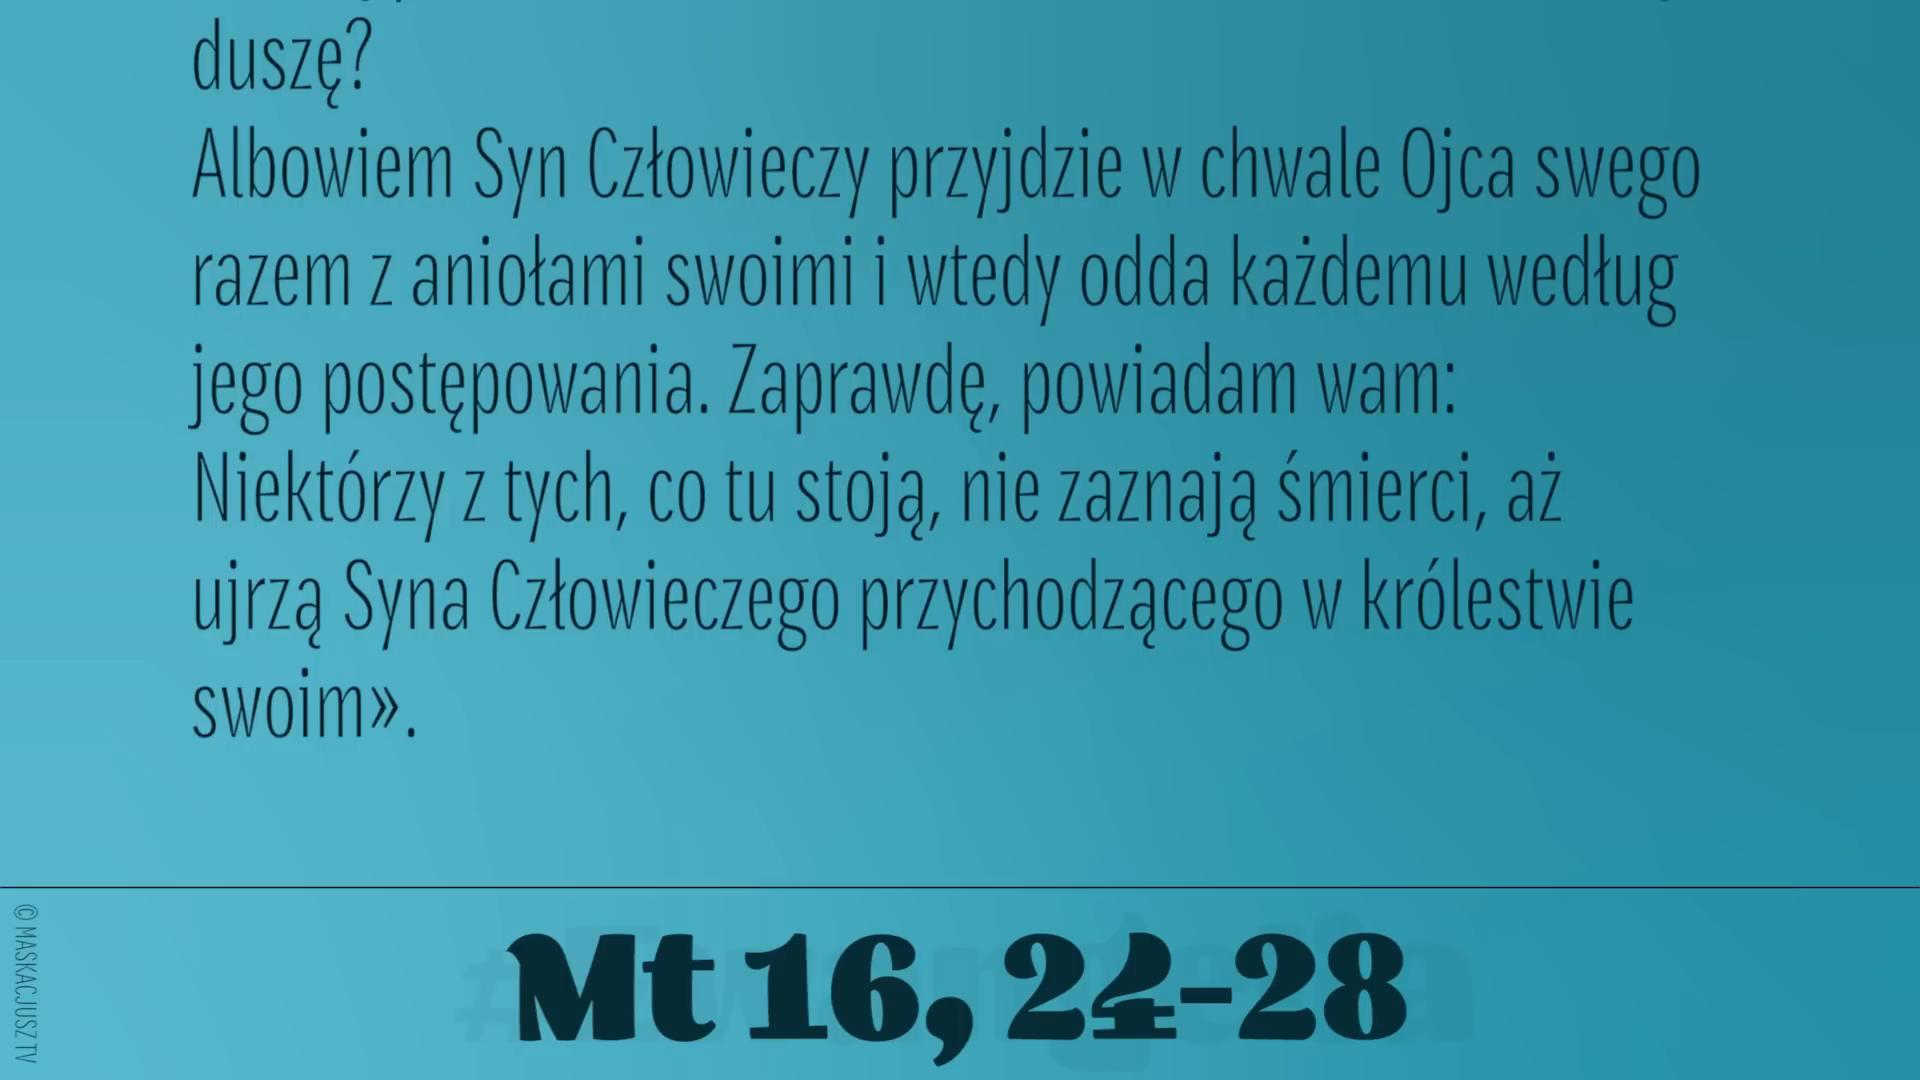 duszę?
Albowiem Syn Człowieczy przyjdzie w chwale Ojca swego
razem z aniołami swoimi i wtedy odda każdemu według
jego postępowania. Zaprawdę, powiadam wam:
Niektórzy z tych, co tu stoją, nie zaznają śmierci, aż
ujrzą Syna Człowieczego przychodzącego w królestwie
swoim».
Mt 16, 24-28
© MASKACJUSZ TV